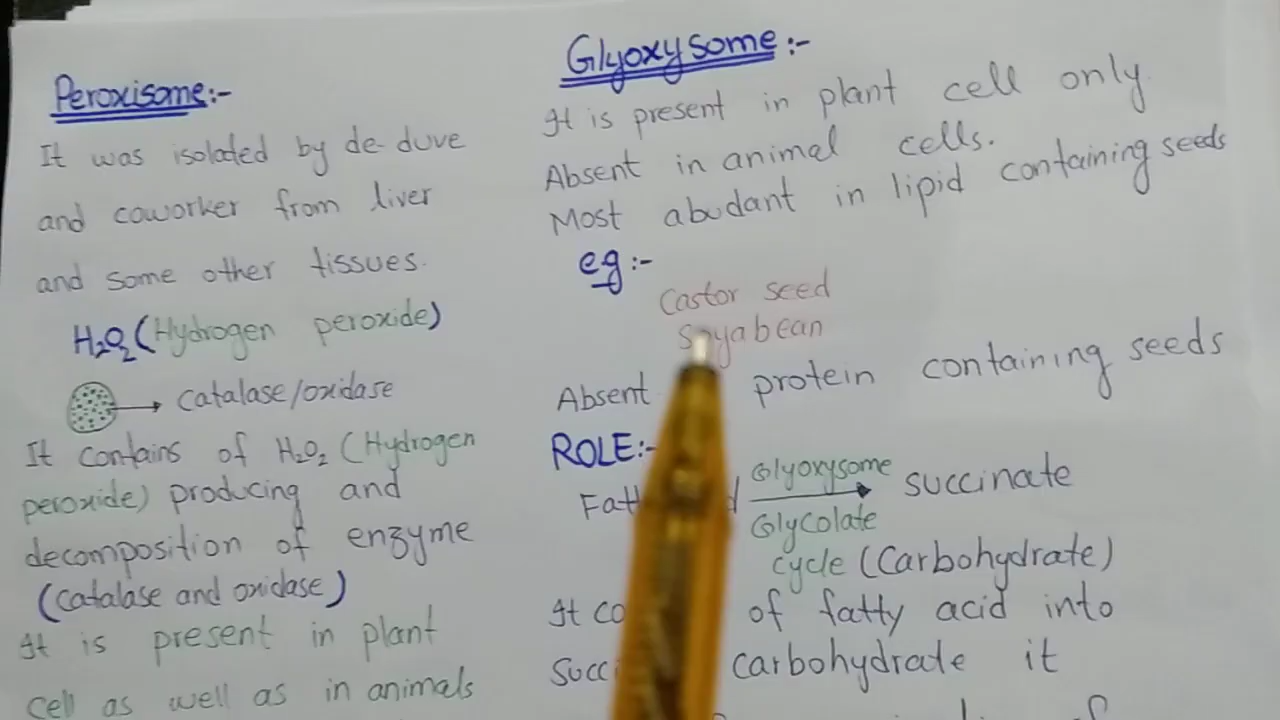 Peroxisome:-
It was isolated by de duve
and coworker from liver
and some other tissues.
H₂O₂ (Hydrogen peroxide)
catalase/oxidase
It contains of H₂O₂ (Hydrogen
peroxide) producing and
decomposition of enzyme
(catalase and oxidase)
It is present in plant
cell as well as in animals
Glyoxysome:-
It is present in plant cell only.
Absent in animal cells.
Most abudant in lipid containing seeds
eg:-
Castor seed
Soyabean
Absent protein containing seeds
ROLE:-
Glyoxysome
succinate
Glycolate
cycle (Carbohydrate)
It of fatty acid into
carbohydrate it